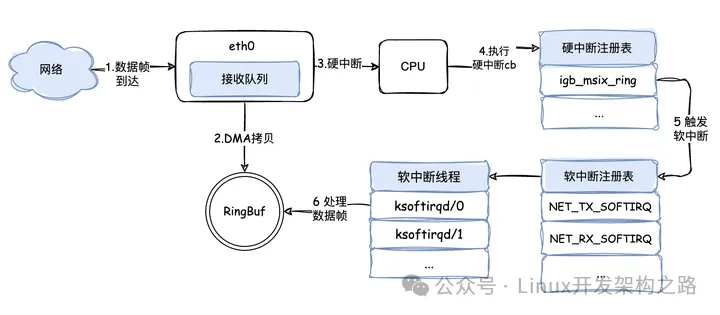 网络
1.数据帧
到达
eth0
接收队列
3.硬中断
CPU
4.执行
硬中断cb
硬中断注册表
igb_msix_ring
...
5 触发
软中断
2.DMA拷贝
RingBuf
6 处理
数据帧
软中断线程
ksoftirqd/0
ksoftirqd/1
...
软中断注册表
NET_TX_SOFTIRQ
NET_RX_SOFTIRQ
...
公众号 · Linux开发架构之路